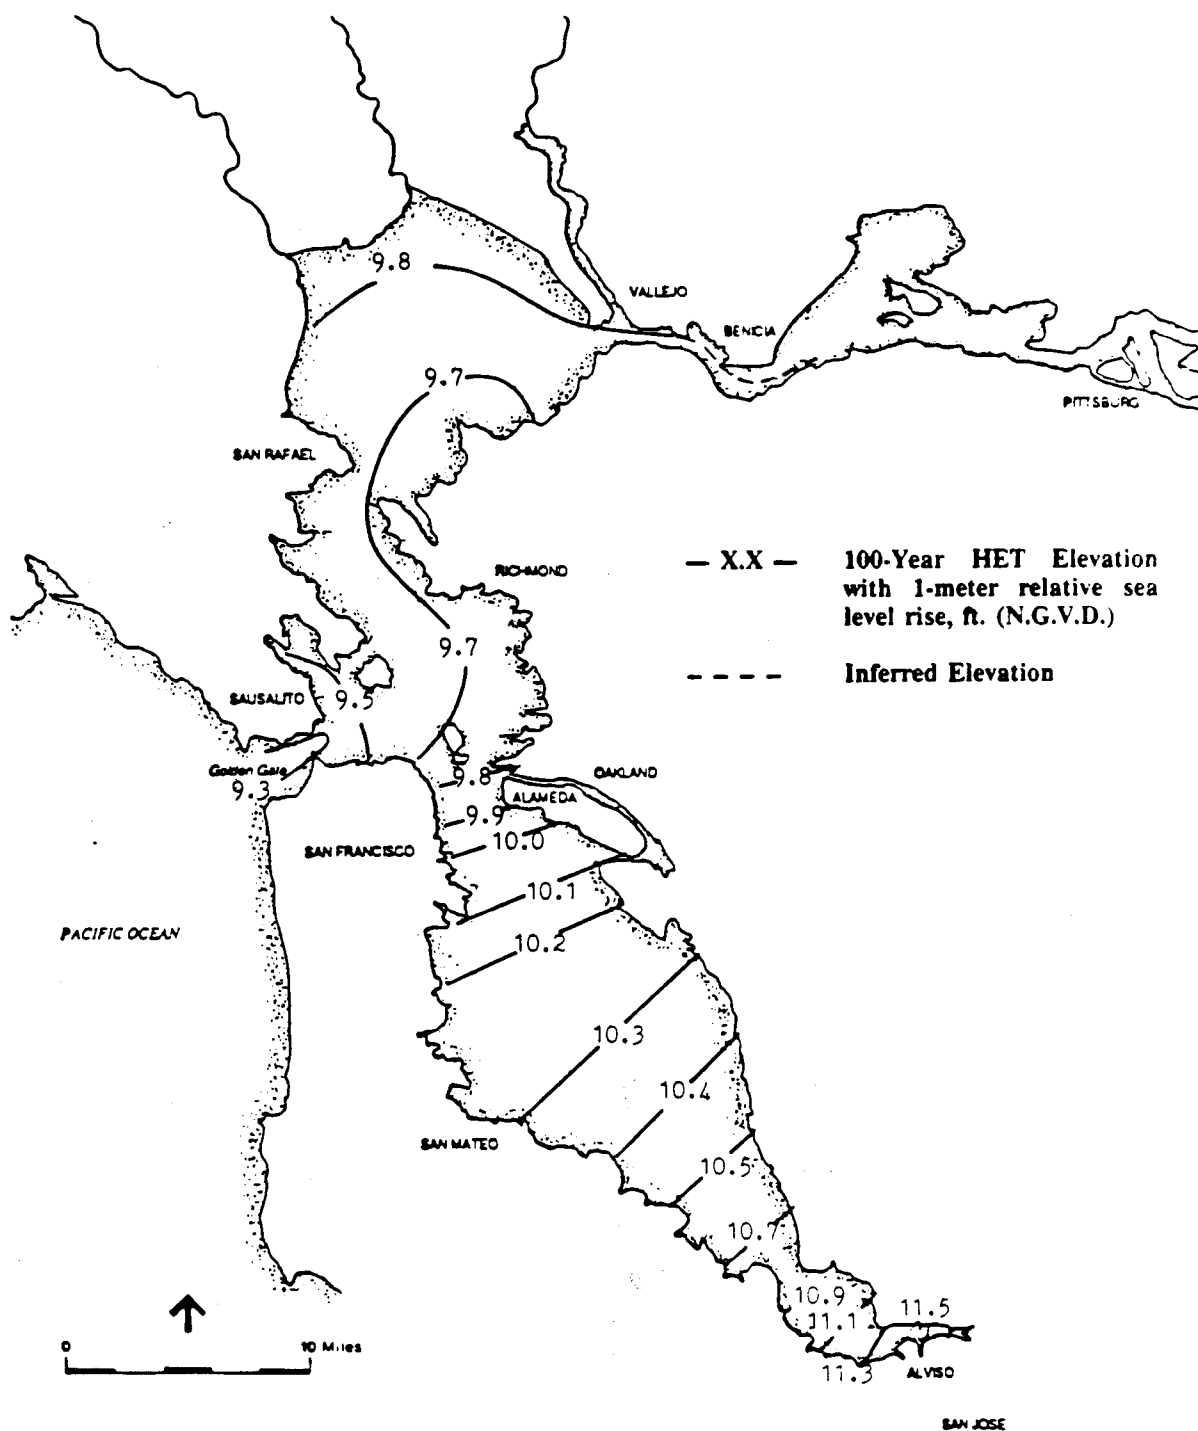 9.8
VALLEJO
BENICIA
9.7
PITTSBURG
SAN RAFAEL
— X.X — 100-Year HET Elevation
with 1-meter relative sea
level rise, ft. (N.G.V.D.)
RICHMOND
9.7
---- Inferred Elevation
SAUSALITO
9.5
Golden Gate
9.3
9.8
OAKLAND
ALAMEDA
9.9
10.0
SAN FRANCISCO
10.1
PACIFIC OCEAN
10.2
10.3
10.4
SAN MATEO
10.5
10.7
10.9
11.5
11.1
0 10 Miles
11.3
ALVISO
SAN JOSE